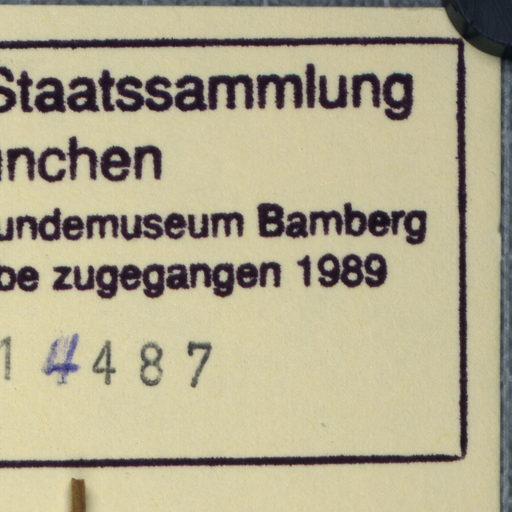 Staatssammlung
nchen
undemuseum Bamberg
be zugegangen 1989
1 4 4 8 7